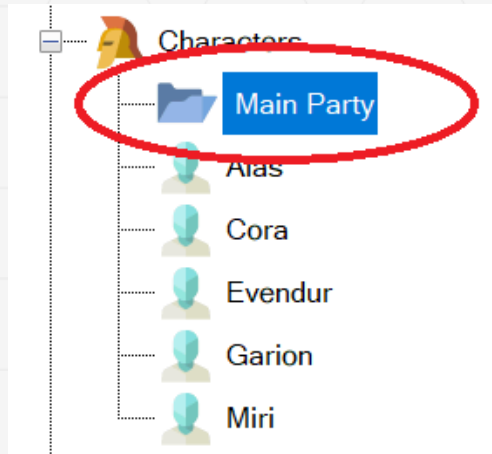 Characters
Main Party
Alas
Cora
Evendur
Garion
Miri